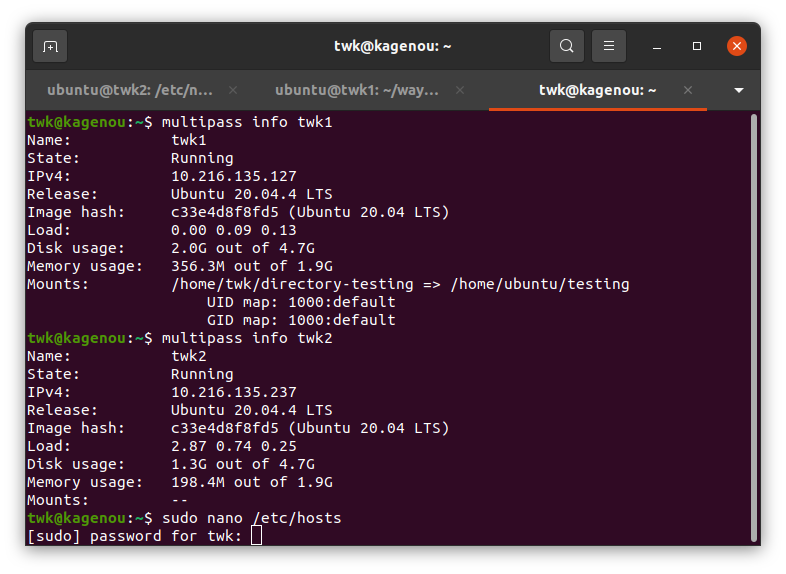 twk@kagenou: ~
ubuntu@twk2: /etc/n...
ubuntu@twk1: ~/way...
twk@kagenou: ~
twk@kagenou:~$ multipass info twk1
Name:           twk1
State:          Running
IPv4:           10.216.135.127
Release:        Ubuntu 20.04.4 LTS
Image hash:     c33e4d8f8fd5 (Ubuntu 20.04 LTS)
Load:           0.00 0.09 0.13
Disk usage:     2.0G out of 4.7G
Memory usage:   356.3M out of 1.9G
Mounts:         /home/twk/directory-testing => /home/ubuntu/testing
                    UID map: 1000:default
                    GID map: 1000:default
twk@kagenou:~$ multipass info twk2
Name:           twk2
State:          Running
IPv4:           10.216.135.237
Release:        Ubuntu 20.04.4 LTS
Image hash:     c33e4d8f8fd5 (Ubuntu 20.04 LTS)
Load:           2.87 0.74 0.25
Disk usage:     1.3G out of 4.7G
Memory usage:   198.4M out of 1.9G
Mounts:         --
twk@kagenou:~$ sudo nano /etc/hosts
[sudo] password for twk: